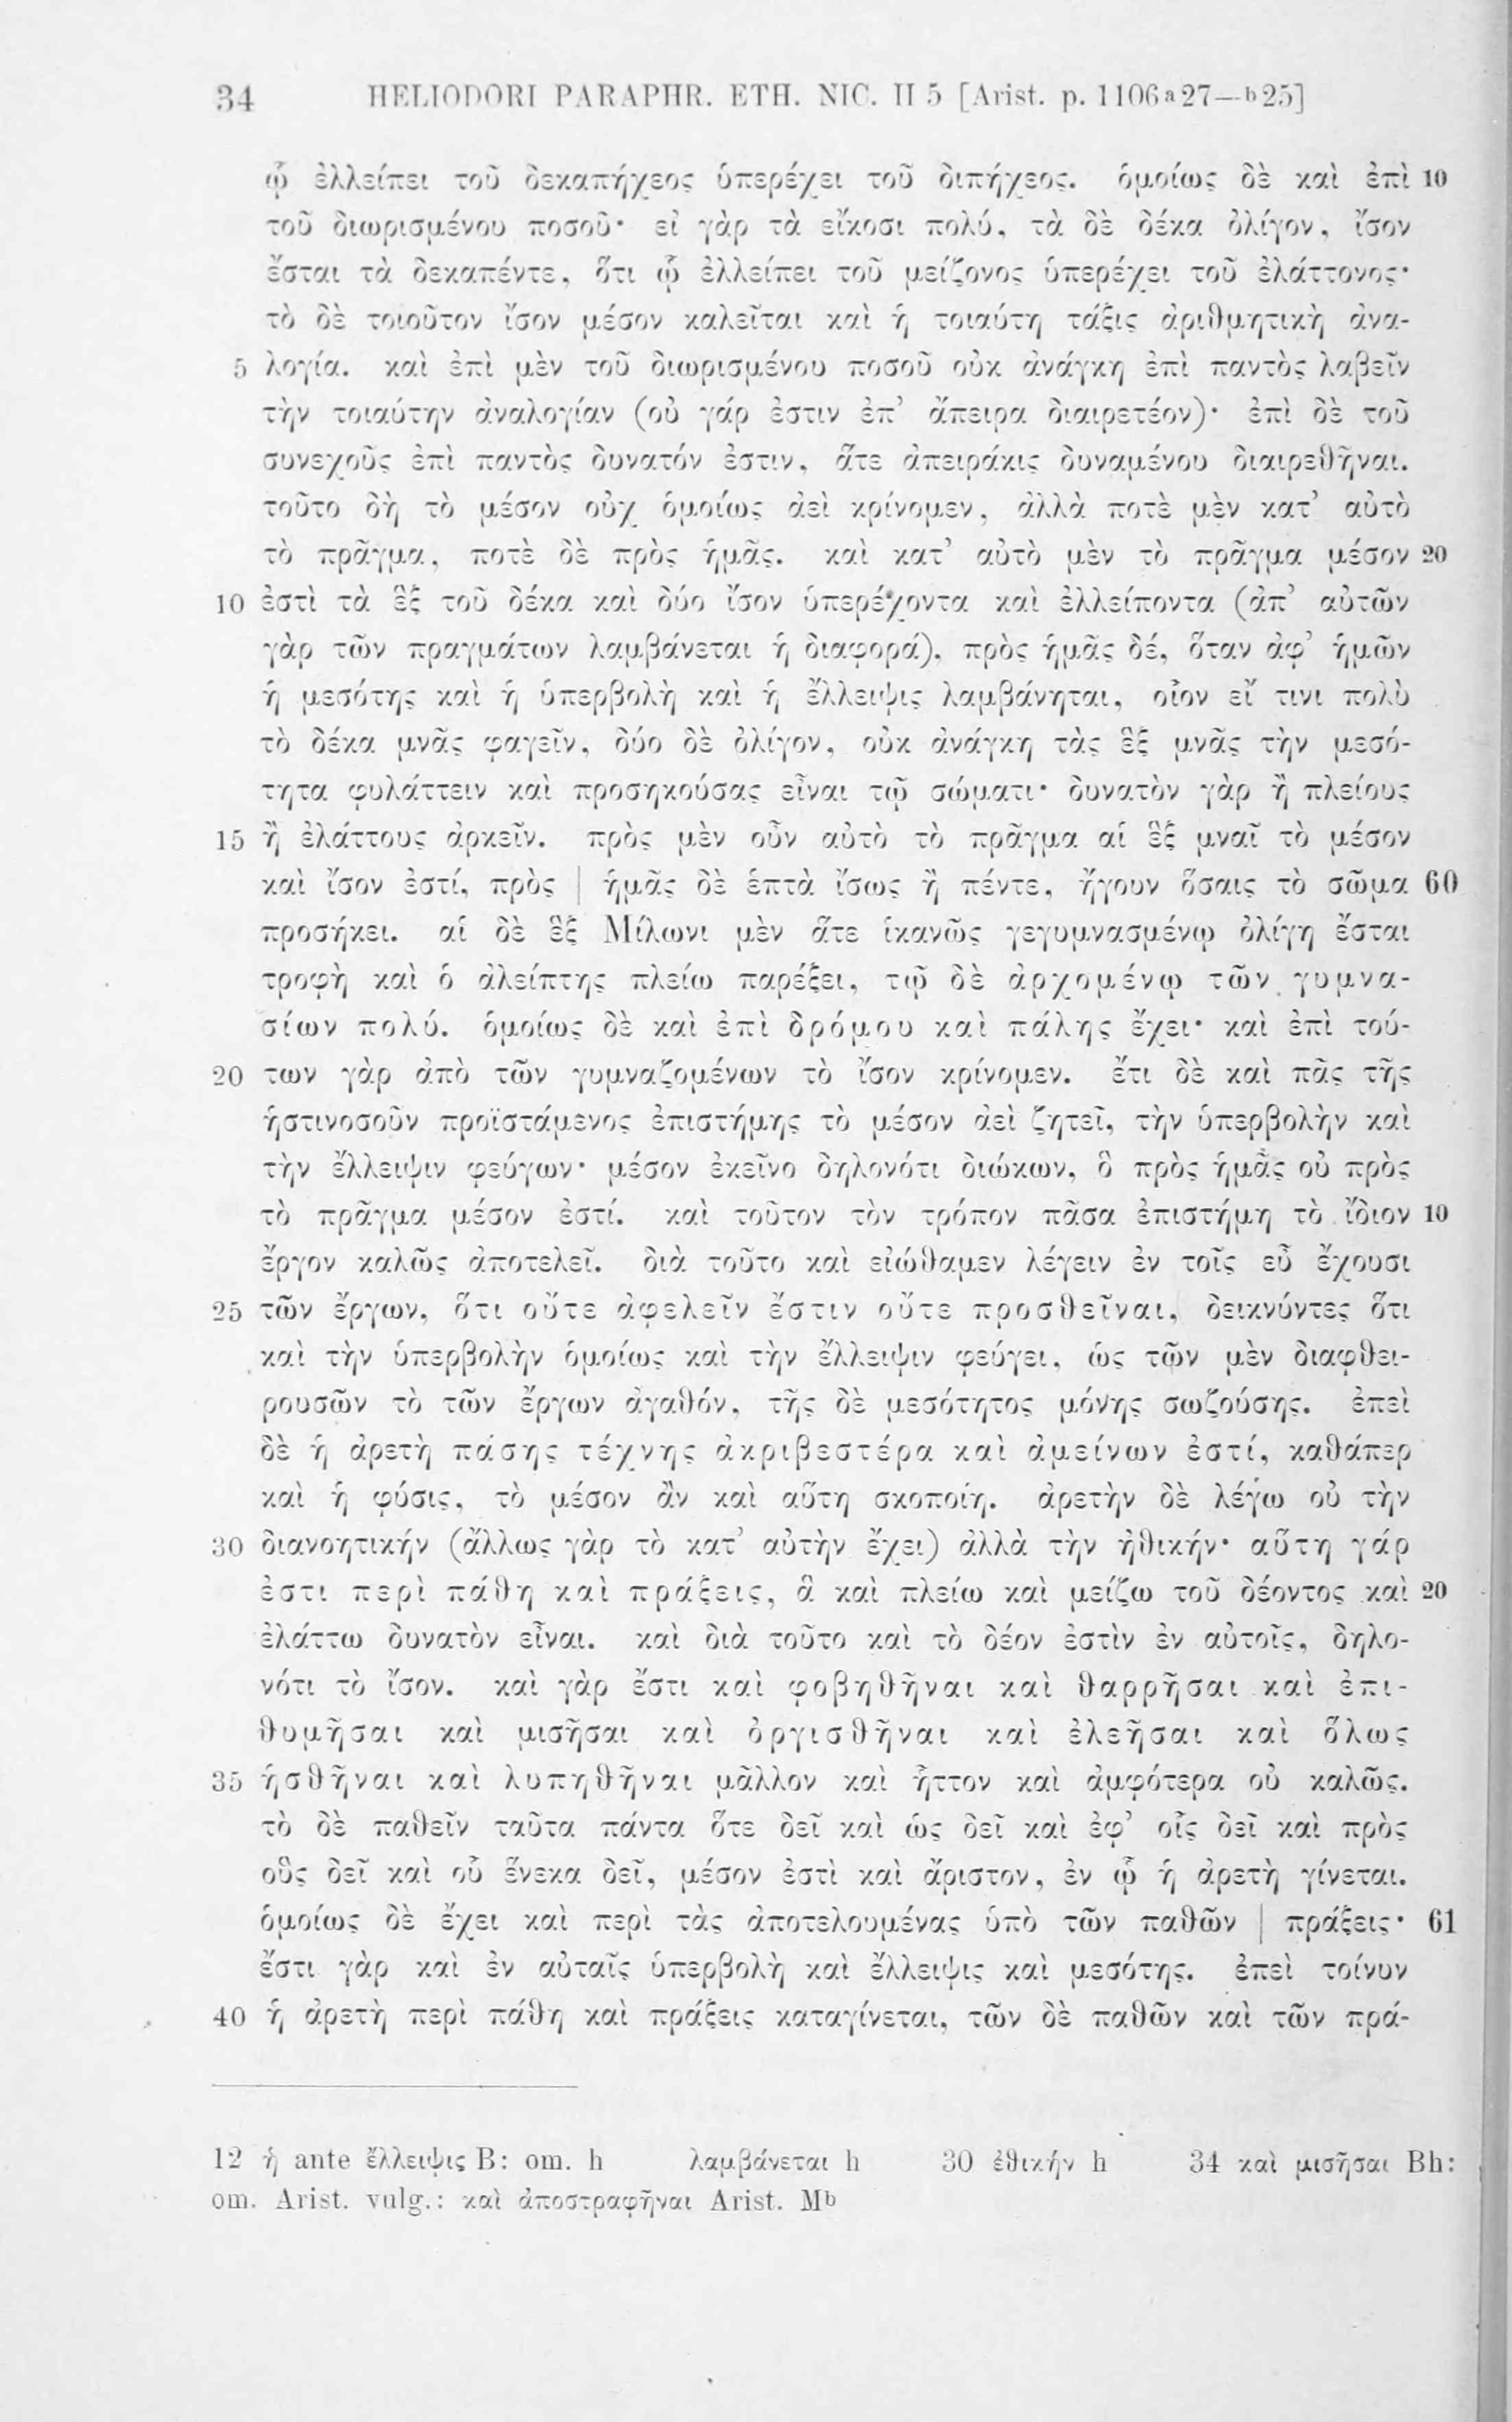 34 HELIODORI PARAPHR. ETH. NIC. II 5 [Arist. p. 1106a27—b25]
ᾧ ἐλλείπει τοῦ δεκαπήχεος ὑπερέχει τοῦ διπήχεος. ὁμοίως δὲ καὶ ἐπὶ 10
τοῦ διωρισμένου ποσοῦ· εἰ γὰρ τὰ εἴκοσι πολύ, τὰ δὲ δέκα ὀλίγον, ἴσον
ἔσται τὰ δεκαπέντε, ὅτι ᾧ ἐλλείπει τοῦ μείζονος ὑπερέχει τοῦ ἐλάττονος·
τὸ δὲ τοιοῦτον ἴσον μέσον καλεῖται καὶ ἡ τοιαύτη τάξις ἀριθμητικὴ ἀνα-
5 λογία. καὶ ἐπὶ μὲν τοῦ διωρισμένου ποσοῦ οὐκ ἀνάγκη ἐπὶ παντὸς λαβεῖν
τὴν τοιαύτην ἀναλογίαν (οὐ γάρ ἐστιν ἐπ’ ἄπειρα διαιρετέον)· ἐπὶ δὲ τοῦ
συνεχοῦς ἐπὶ παντὸς δυνατόν ἐστιν, ἅτε ἀπειράκις δυναμένου διαιρεθῆναι.
τοῦτο δὴ τὸ μέσον οὐχ ὁμοίως ἀεὶ κρίνομεν, ἀλλὰ ποτὲ μὲν κατ’ αὐτὸ
τὸ πρᾶγμα, ποτὲ δὲ πρὸς ἡμᾶς. καὶ κατ’ αὐτὸ μὲν τὸ πρᾶγμα μέσον 20
10 ἐστὶ τὰ ἓξ τοῦ δέκα καὶ δύο ἴσον ὑπερέχοντα καὶ ἐλλείποντα (ἀπ’ αὐτῶν
γὰρ τῶν πραγμάτων λαμβάνεται ἡ διαφορά), πρὸς ἡμᾶς δέ, ὅταν ἀφ’ ἡμῶν
ἡ μεσότης καὶ ἡ ὑπερβολὴ καὶ ἡ ἔλλειψις λαμβάνηται, οἷον εἴ τινι πολὺ
τὸ δέκα μνᾶς φαγεῖν, δύο δὲ ὀλίγον, οὐκ ἀνάγκη τὰς ἓξ μνᾶς τὴν μεσό-
τητα φυλάττειν καὶ προσηκούσας εἶναι τῷ σώματι· δυνατὸν γὰρ ἢ πλείους
15 ἢ ἐλάττους ἀρκεῖν. πρὸς μὲν οὖν αὐτὸ τὸ πρᾶγμα αἱ ἓξ μναῖ τὸ μέσον
καὶ ἴσον ἐστί, πρὸς | ἡμᾶς δὲ ἑπτὰ ἴσως ἢ πέντε, ἤγουν ὅσαις τὸ σῶμα 60
προσήκει. αἱ δὲ ἓξ Μίλωνι μὲν ἅτε ἱκανῶς γεγυμνασμένῳ ὀλίγη ἔσται
τροφὴ καὶ ὁ ἀλείπτης πλείω παρέξει, τῷ δὲ ἀρχομένῳ τῶν γυμνα-
σίων πολύ. ὁμοίως δὲ καὶ ἐπὶ δρόμου καὶ πάλης ἔχει· καὶ ἐπὶ τού-
20 των γὰρ ἀπὸ τῶν γυμναζομένων τὸ ἴσον κρίνομεν. ἔτι δὲ καὶ πᾶς τῆς
ἡστινοσοῦν προϊστάμενος ἐπιστήμης τὸ μέσον ἀεὶ ζητεῖ, τὴν ὑπερβολὴν καὶ
τὴν ἔλλειψιν φεύγων· μέσον ἐκεῖνο δηλονότι διώκων, ὃ πρὸς ἡμᾶς οὐ πρὸς
τὸ πρᾶγμα μέσον ἐστί. καὶ τοῦτον τὸν τρόπον πᾶσα ἐπιστήμη τὸ ἴδιον 10
ἔργον καλῶς ἀποτελεῖ. διὰ τοῦτο καὶ εἰώθαμεν λέγειν ἐν τοῖς εὖ ἔχουσι
25 τῶν ἔργων, ὅτι οὔτε ἀφελεῖν ἔστιν οὔτε προσθεῖναι, δεικνύντες ὅτι
καὶ τὴν ὑπερβολὴν ὁμοίως καὶ τὴν ἔλλειψιν φεύγει, ὡς τῶν μὲν διαφθει-
ρουσῶν τὸ τῶν ἔργων ἀγαθόν, τῆς δὲ μεσότητος μόνης σωζούσης. ἐπεὶ
δὲ ἡ ἀρετὴ πάσης τέχνης ἀκριβεστέρα καὶ ἀμείνων ἐστί, καθάπερ
καὶ ἡ φύσις, τὸ μέσον ἂν καὶ αὕτη σκοποίη. ἀρετὴν δὲ λέγω οὐ τὴν
30 διανοητικήν (ἄλλως γὰρ τὸ κατ’ αὐτὴν ἔχει) ἀλλὰ τὴν ἠθικήν· αὕτη γάρ
ἐστι περὶ πάθη καὶ πράξεις, ἃ καὶ πλείω καὶ μείζω τοῦ δέοντος καὶ 20
ἐλάττω δυνατὸν εἶναι. καὶ διὰ τοῦτο καὶ τὸ δέον ἐστὶν ἐν αὐτοῖς, δηλο-
νότι τὸ ἴσον. καὶ γὰρ ἔστι καὶ φοβηθῆναι καὶ θαρρῆσαι καὶ ἐπι-
θυμῆσαι καὶ μισῆσαι καὶ ὀργισθῆναι καὶ ἐλεῆσαι καὶ ὅλως
35 ἡσθῆναι καὶ λυπηθῆναι μᾶλλον καὶ ἧττον καὶ ἀμφότερα οὐ καλῶς.
τὸ δὲ παθεῖν ταῦτα πάντα ὅτε δεῖ καὶ ὡς δεῖ καὶ ἐφ’ οἷς δεῖ καὶ πρὸς
οὓς δεῖ καὶ οὗ ἕνεκα δεῖ, μέσον ἐστὶ καὶ ἄριστον, ἐν ᾧ ἡ ἀρετὴ γίνεται.
ὁμοίως δὲ ἔχει καὶ περὶ τὰς ἀποτελουμένας ὑπὸ τῶν παθῶν | πράξεις· 61
ἔστι γὰρ καὶ ἐν αὐταῖς ὑπερβολὴ καὶ ἔλλειψις καὶ μεσότης. ἐπεὶ τοίνυν
40 ἡ ἀρετὴ περὶ πάθη καὶ πράξεις καταγίνεται, τῶν δὲ παθῶν καὶ τῶν πρά-
12 ἡ ante ἔλλειψις B: om. h λαμβάνεται h 30 ἐθικήν h 34 καὶ μισῆσαι Bh:
om. Arist. vulg.: καὶ ἀποστραφῆναι Arist. Mb